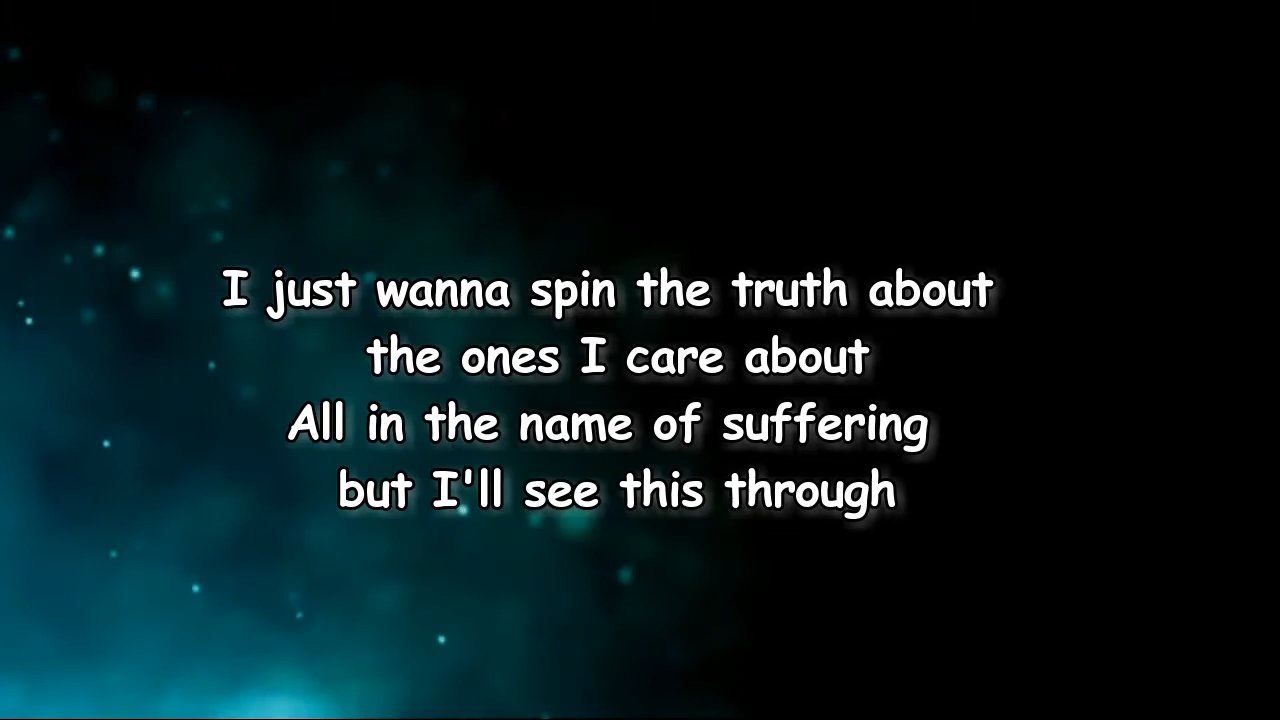 I just wanna spin the truth about
the ones I care about
All in the name of suffering
but I'll see this through